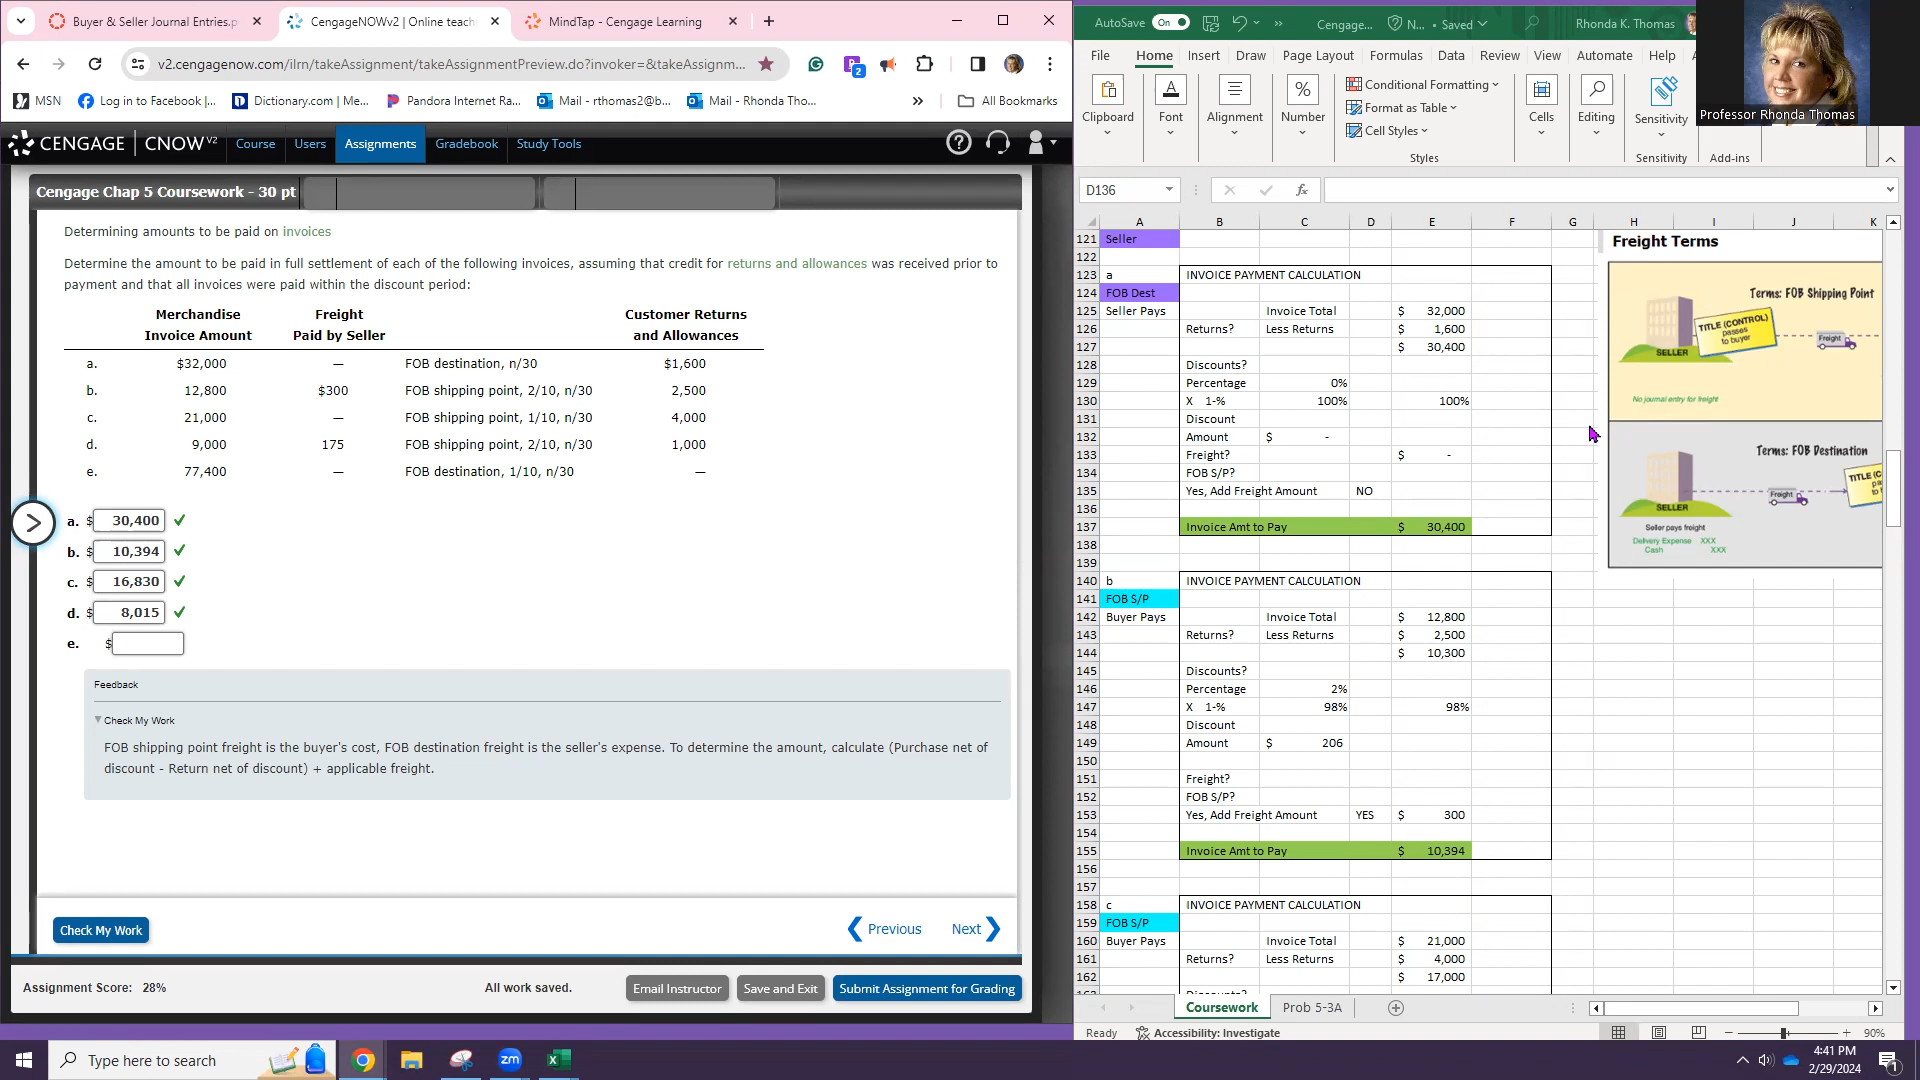 Buyer & Seller Journal Entries.p
CengageNOWv2 | Online teach
MindTap - Cengage Learning
v2.cengagenow.com/ilrn/takeAssignment/takeAssignmentPreview.do?invoker=&takeAssignm...
2
MSN
Log in to Facebook |...
Dictionary.com | Me...
Pandora Internet Ra...
Mail - rthomas2@b...
Mail - Rhonda Tho...
All Bookmarks
CENGAGE | CNOWv2
Course
Users
Assignments
Gradebook
Study Tools
Cengage Chap 5 Coursework - 30 pt
Determining amounts to be paid on invoices
Determine the amount to be paid in full settlement of each of the following invoices, assuming that credit for returns and allowances was received prior to
payment and that all invoices were paid within the discount period:
Merchandise Freight Customer Returns
Invoice Amount Paid by Seller and Allowances
a. $32,000 — FOB destination, n/30 $1,600
b. 12,800 $300 FOB shipping point, 2/10, n/30 2,500
c. 21,000 — FOB shipping point, 1/10, n/30 4,000
d. 9,000 175 FOB shipping point, 2/10, n/30 1,000
e. 77,400 — FOB destination, 1/10, n/30 —
a. $ 30,400
b. $ 10,394
c. $ 16,830
d. $ 8,015
e. $
Feedback
Check My Work
FOB shipping point freight is the buyer's cost, FOB destination freight is the seller's expense. To determine the amount, calculate (Purchase net of
discount - Return net of discount) + applicable freight.
Check My Work
Previous
Next
Assignment Score: 28%
All work saved.
Email Instructor
Save and Exit
Submit Assignment for Grading
Type here to search
AutoSave On
Cengage...
N... • Saved
Rhonda K. Thomas
Professor Rhonda Thomas
File Home Insert Draw Page Layout Formulas Data Review View Automate Help
Clipboard
Font
Alignment
Number
Conditional Formatting
Format as Table
Cell Styles
Styles
Cells
Editing
Sensitivity
Sensitivity
Add-ins
D136
fx
A B C D E F G H I J K
121 Seller
122
123 a INVOICE PAYMENT CALCULATION
124 FOB Dest
125 Seller Pays Invoice Total $ 32,000
126 Returns? Less Returns $ 1,600
127 $ 30,400
128 Discounts?
129 Percentage 0%
130 X 1-% 100% 100%
131 Discount
132 Amount $ -
133 Freight? $ -
134 FOB S/P?
135 Yes, Add Freight Amount NO
136
137 Invoice Amt to Pay $ 30,400
138
139
140 b INVOICE PAYMENT CALCULATION
141 FOB S/P
142 Buyer Pays Invoice Total $ 12,800
143 Returns? Less Returns $ 2,500
144 $ 10,300
145 Discounts?
146 Percentage 2%
147 X 1-% 98% 98%
148 Discount
149 Amount $ 206
150
151 Freight?
152 FOB S/P?
153 Yes, Add Freight Amount YES $ 300
154
155 Invoice Amt to Pay $ 10,394
156
157
158 c INVOICE PAYMENT CALCULATION
159 FOB S/P
160 Buyer Pays Invoice Total $ 21,000
161 Returns? Less Returns $ 4,000
162 $ 17,000
Freight Terms
Terms: FOB Shipping Point
TITLE (CONTROL)
passes
to buyer
Freight
SELLER
No journal entry for freight
Terms: FOB Destination
TITLE (C
Freight
SELLER
Seller pays freight
Delivery Expense XXX
Cash XXX
Coursework
Prob 5-3A
Ready
Accessibility: Investigate
90%
zm
4:41 PM
2/29/2024
1